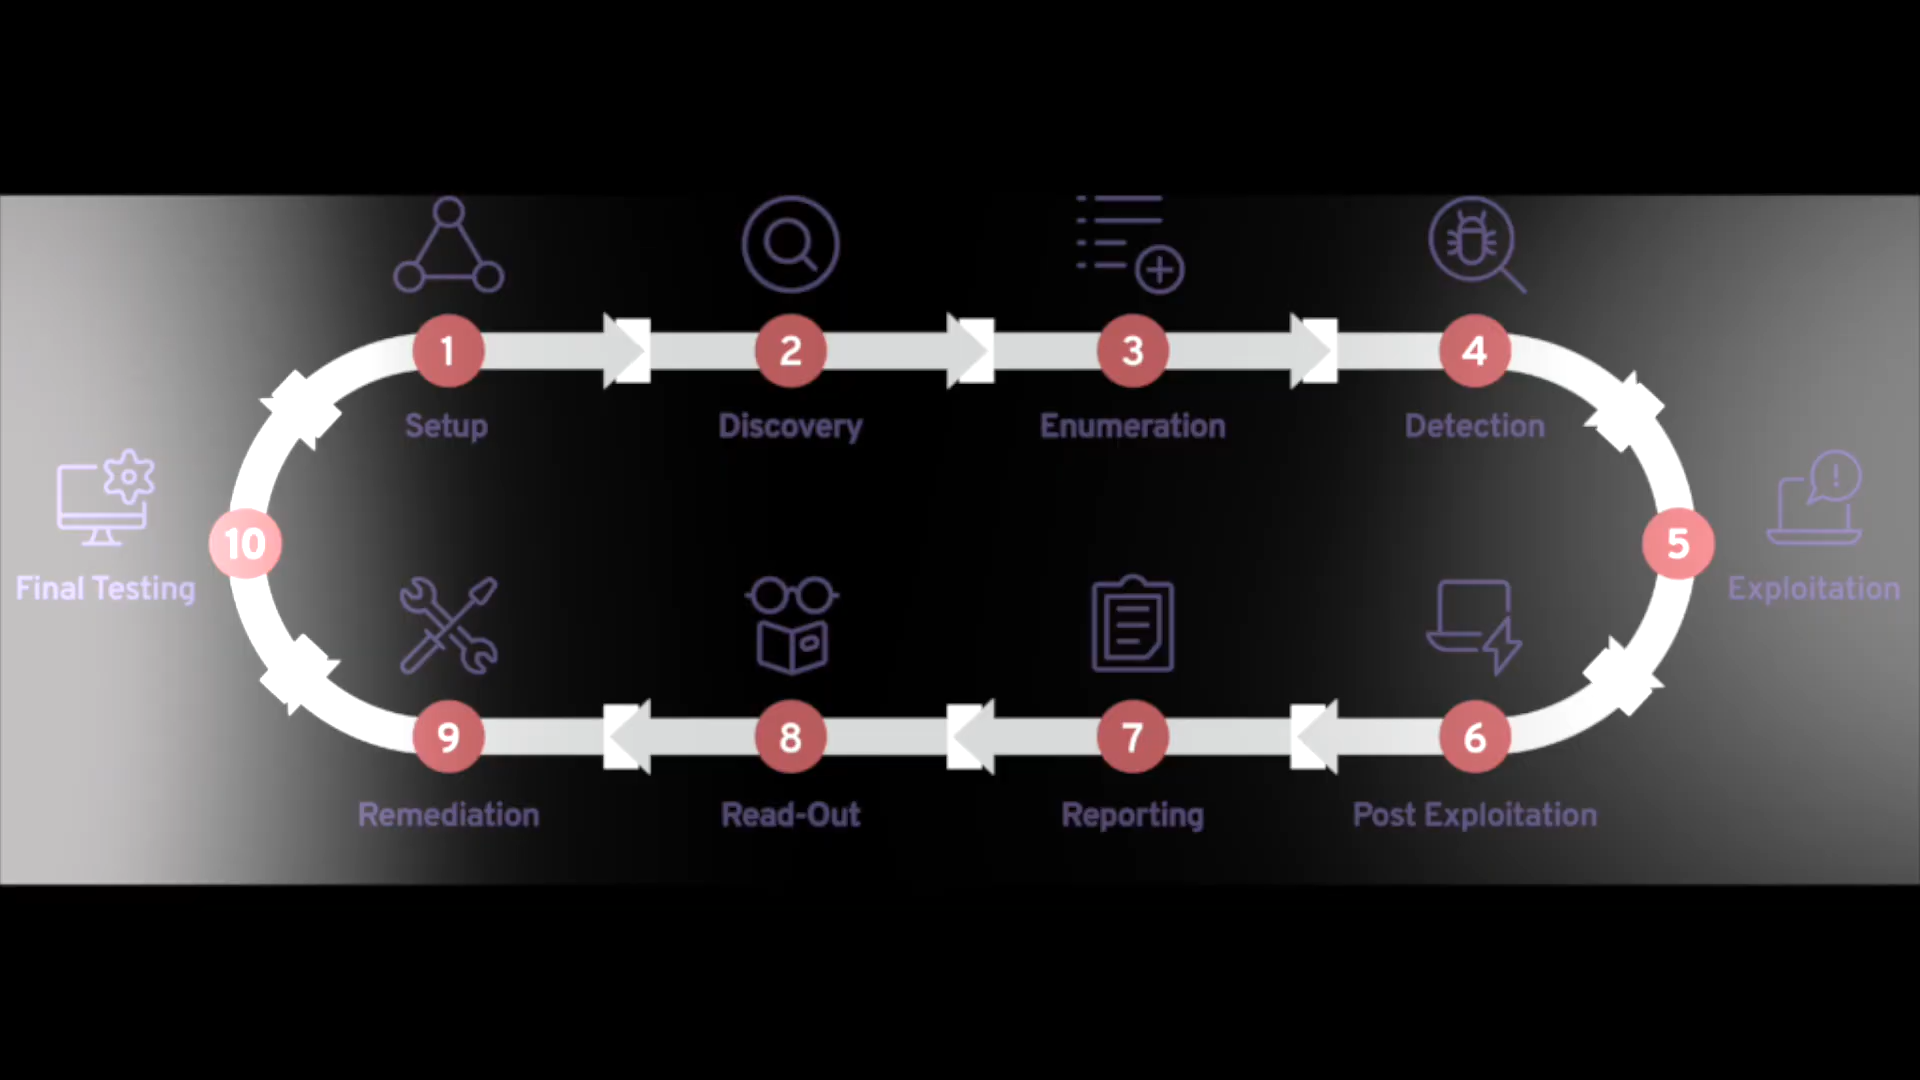 1
Setup
2
Discovery
3
Enumeration
4
Detection
5
Exploitation
6
Post Exploitation
7
Reporting
8
Read-Out
9
Remediation
10
Final Testing